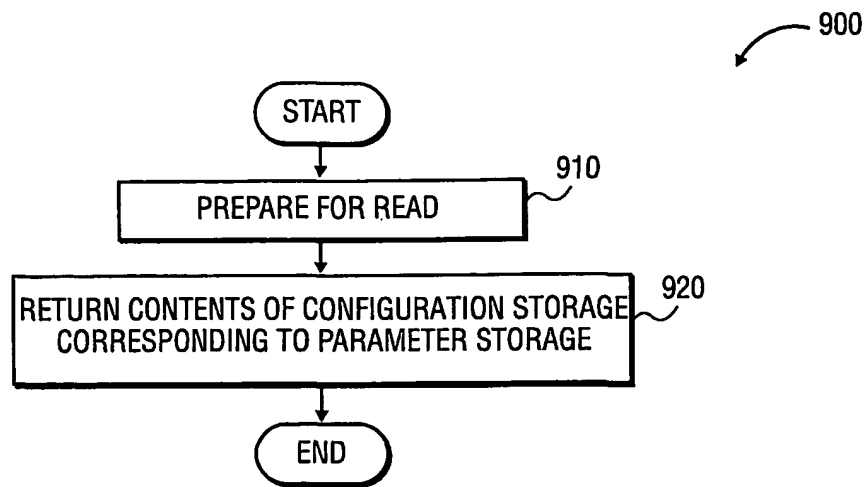 900
START
910
PREPARE FOR READ
920
RETURN CONTENTS OF CONFIGURATION STORAGE
CORRESPONDING TO PARAMETER STORAGE
END